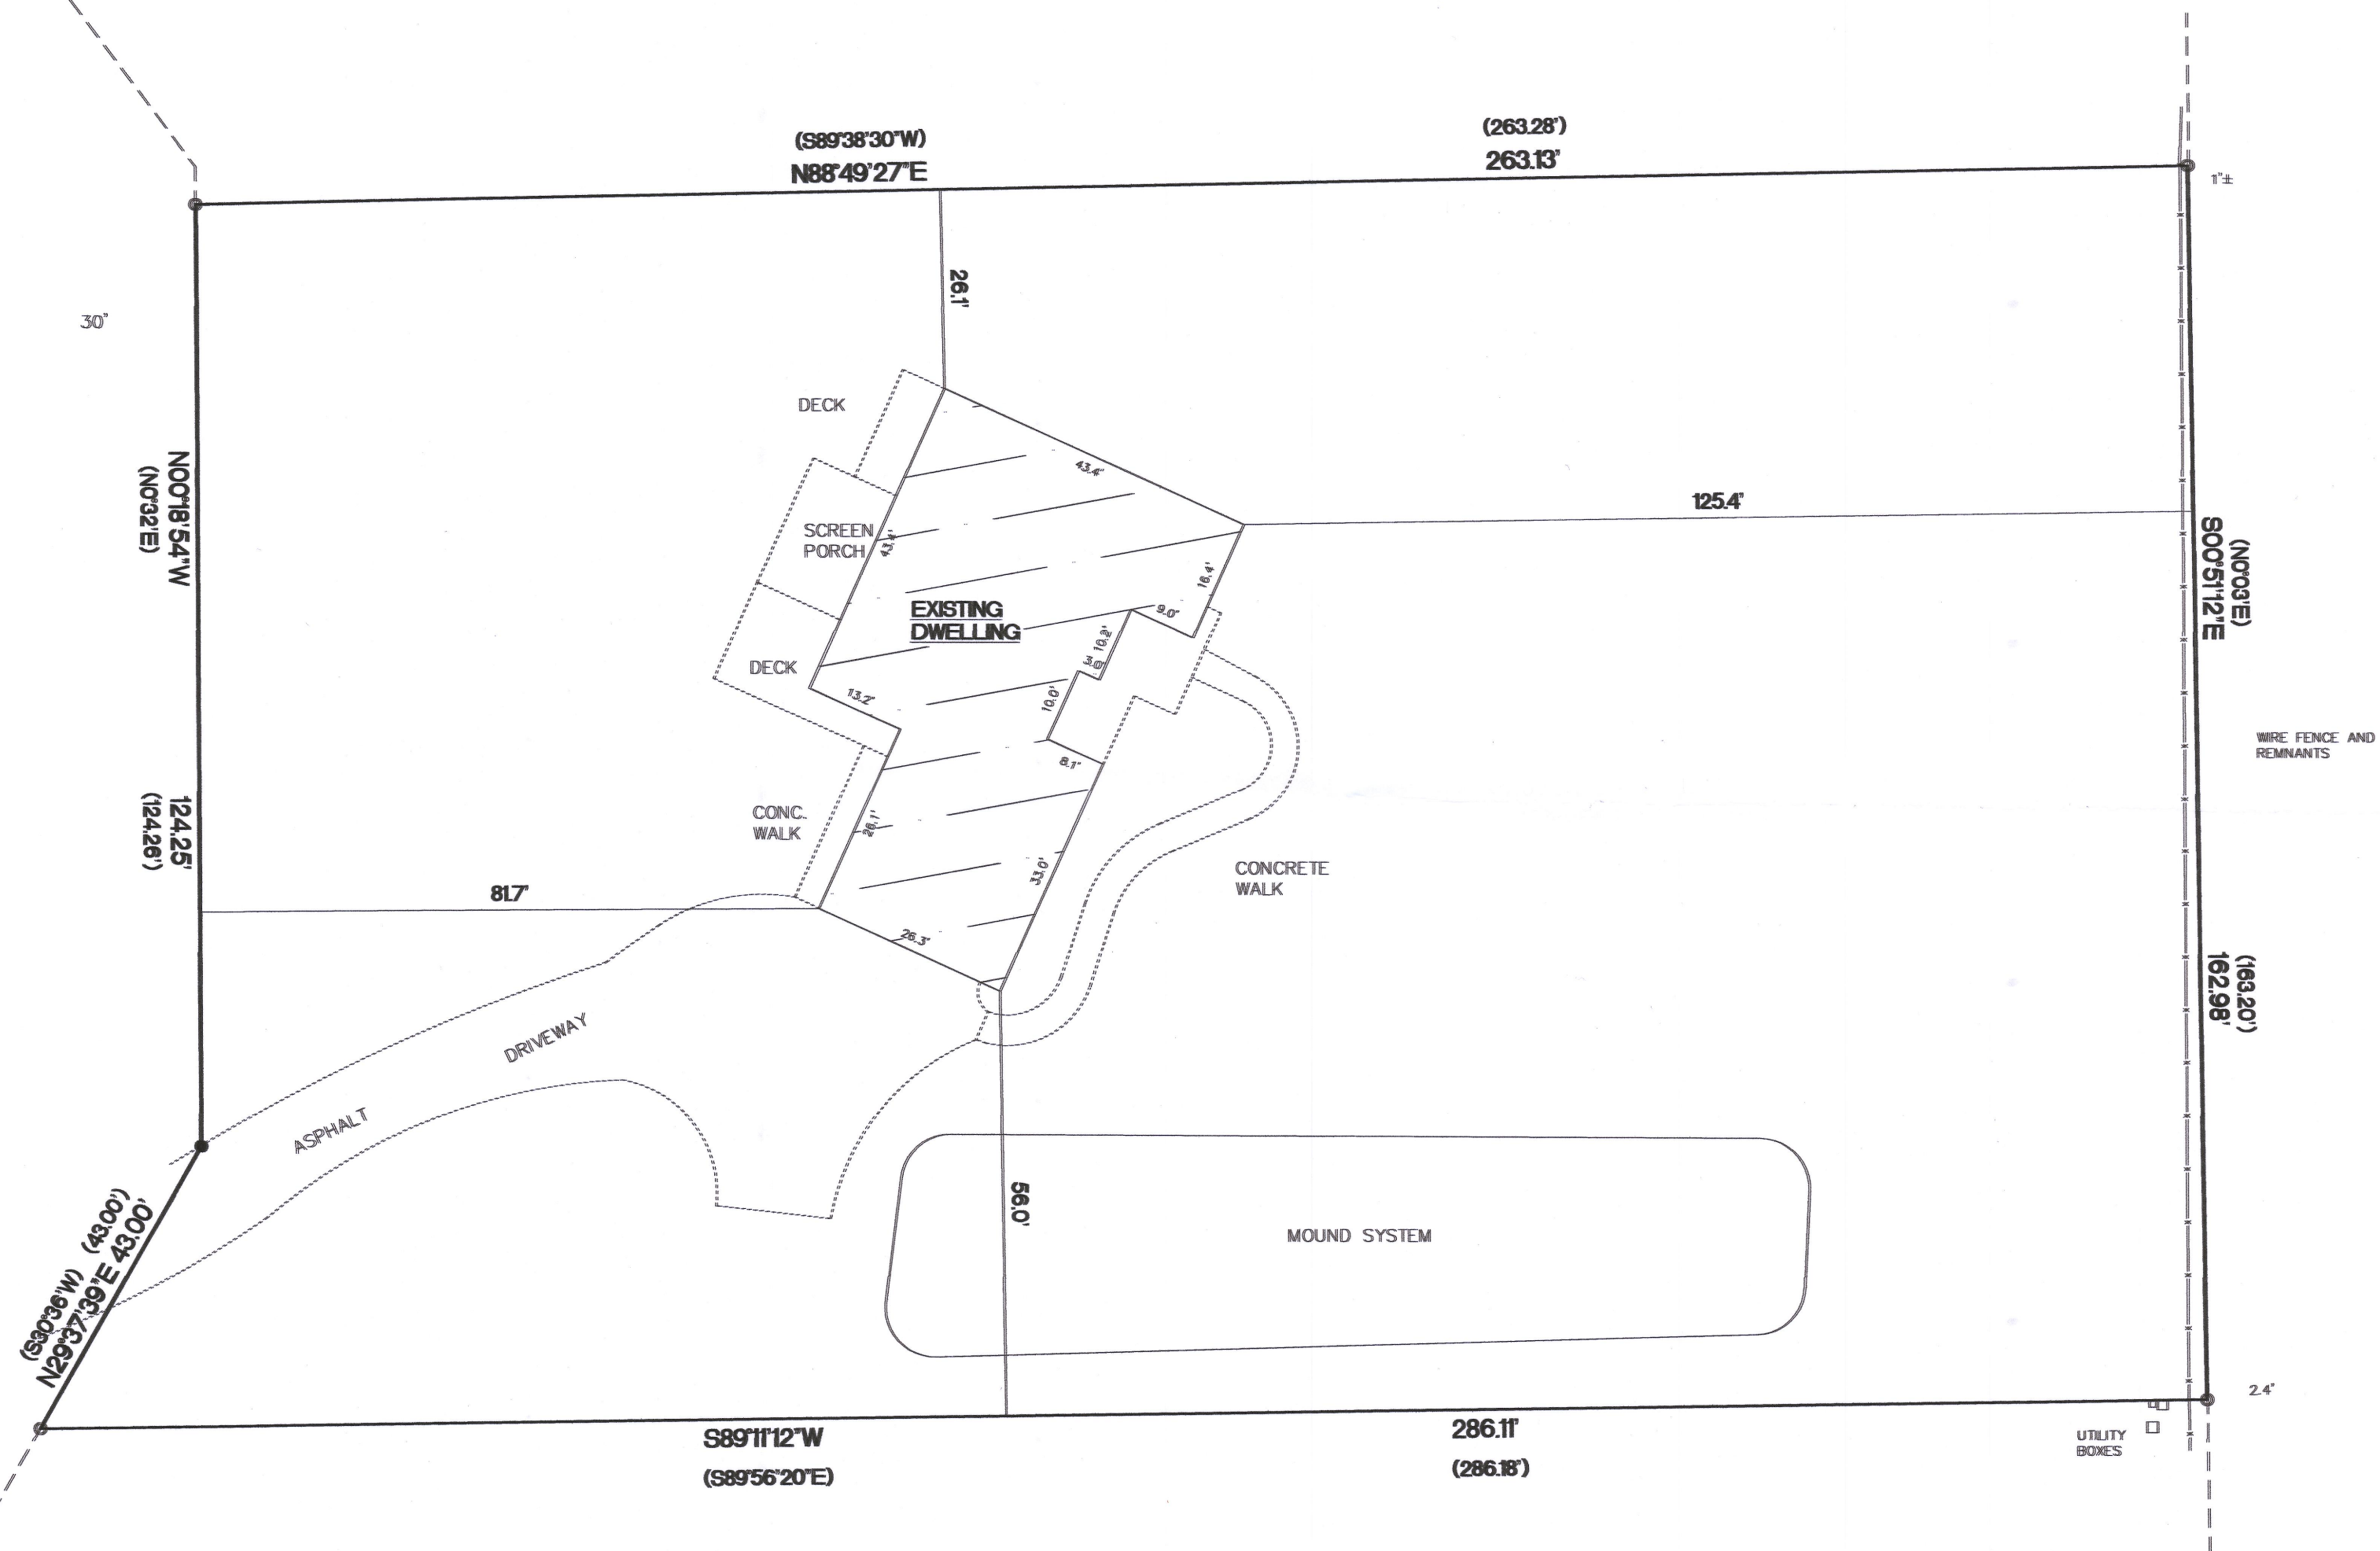 (S89°38'30"W)
N88°49'27"E
(263.28')
263.13'
1"±
30"
26.1'
DECK
43.4'
125.4'
N00°18'54"W
(N0°32'E)
SCREEN
PORCH
43.4'
16.4'
(N0°03'E)
S00°51'12"E
EXISTING
DWELLING
9.0'
10.2'
3.0'
DECK
13.2'
10.0'
WIRE FENCE AND
REMNANTS
8.1'
CONC.
WALK
26.1'
124.25'
(124.26')
33.0'
CONCRETE
WALK
81.7'
26.3'
(163.20')
162.98'
DRIVEWAY
ASPHALT
56.0'
MOUND SYSTEM
(S30°36'W) (43.00')
N29°37'39"E 43.00'
2.4"
S89°11'12"W
(S89°56'20"E)
286.11'
(286.18')
UTILITY
BOXES